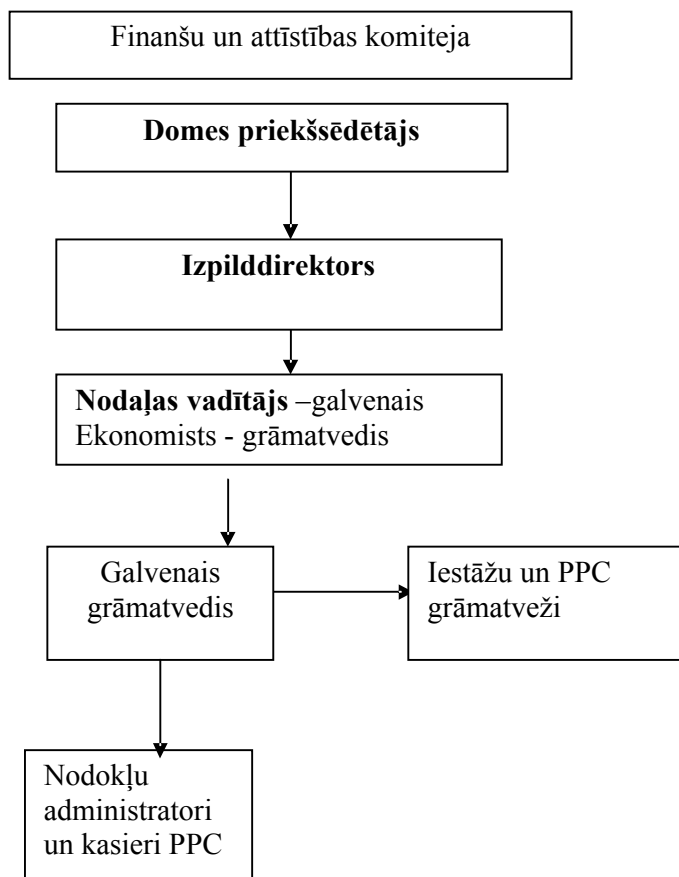 Finanšu un attīstības komiteja
Domes priekšsēdētājs
Izpilddirektors
Nodaļas vadītājs –galvenais
Ekonomists - grāmatvedis
Galvenais
grāmatvedis
Iestāžu un PPC
grāmatveži
Nodokļu
administratori
un kasieri PPC